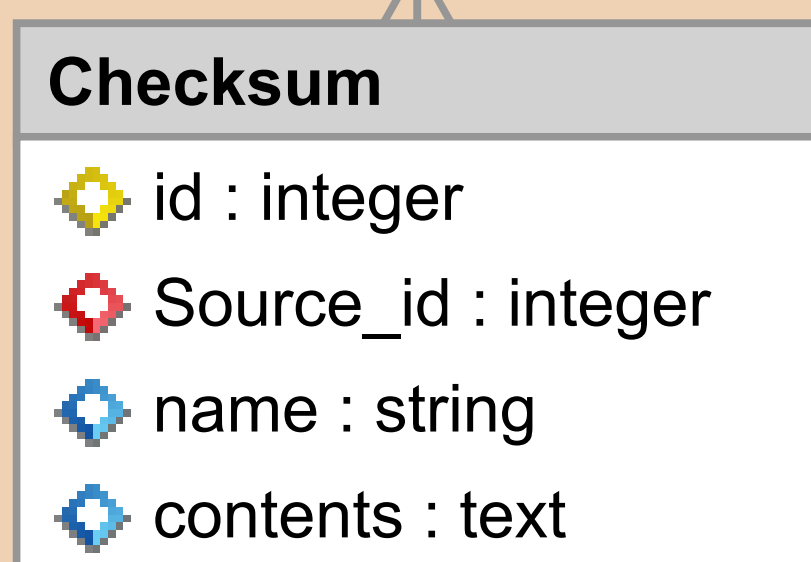 Checksum
id : integer
Source_id : integer
name : string
contents : text